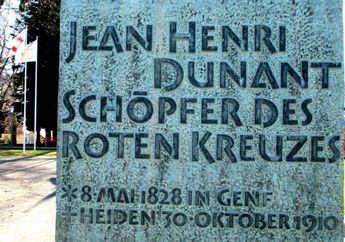 JEAN HENRI
DUNANT
SCHÖPFER DES
ROTEN KREUZES
* 8. MAI 1828 IN GENF
+ HEIDEN 30. OKTOBER 1910